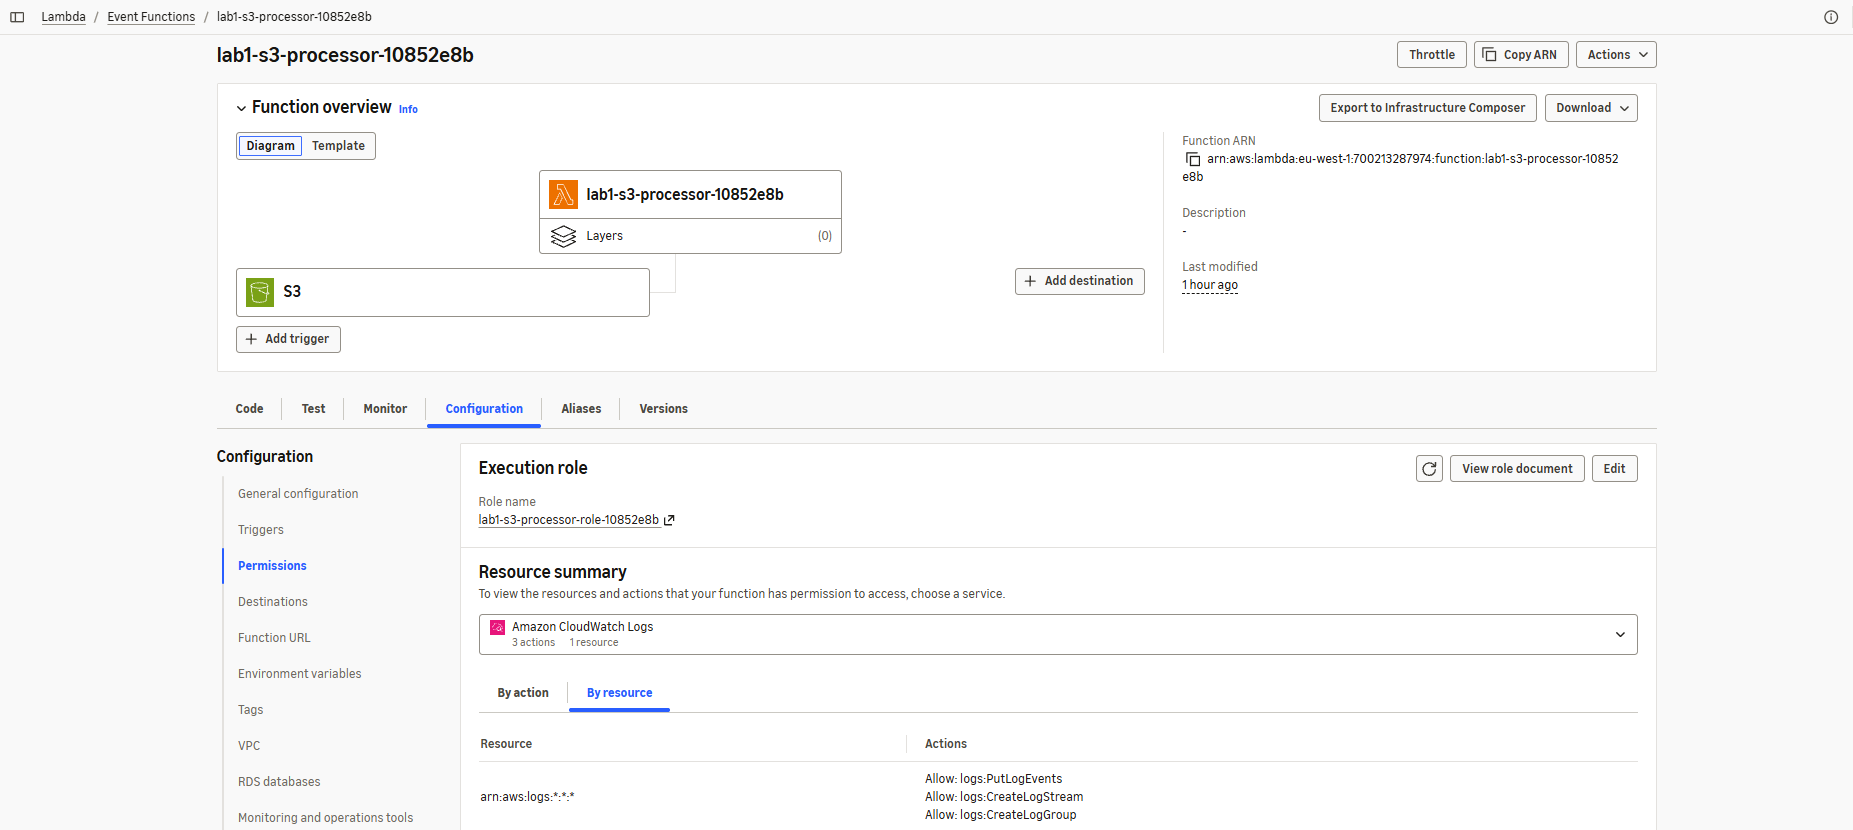 Lambda / Event Functions / lab1-s3-processor-10852e8b
lab1-s3-processor-10852e8b
Throttle
Copy ARN
Actions
Function overview Info
Export to Infrastructure Composer
Download
Diagram
Template
lab1-s3-processor-10852e8b
Layers (0)
S3
+ Add destination
+ Add trigger
Function ARN
arn:aws:lambda:eu-west-1:700213287974:function:lab1-s3-processor-10852
e8b
Description
-
Last modified
1 hour ago
Code
Test
Monitor
Configuration
Aliases
Versions
Configuration
General configuration
Triggers
Permissions
Destinations
Function URL
Environment variables
Tags
VPC
RDS databases
Monitoring and operations tools
Execution role
View role document
Edit
Role name
lab1-s3-processor-role-10852e8b
Resource summary
To view the resources and actions that your function has permission to access, choose a service.
Amazon CloudWatch Logs
3 actions 1 resource
By action
By resource
Resource
Actions
arn:aws:logs:*:*:*
Allow: logs:PutLogEvents
Allow: logs:CreateLogStream
Allow: logs:CreateLogGroup